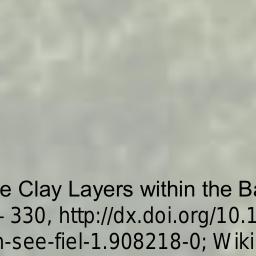 e Clay Layers within the Ba
- 330, http://dx.doi.org/10.1
n-see-fiel-1.908218-0; Wiki